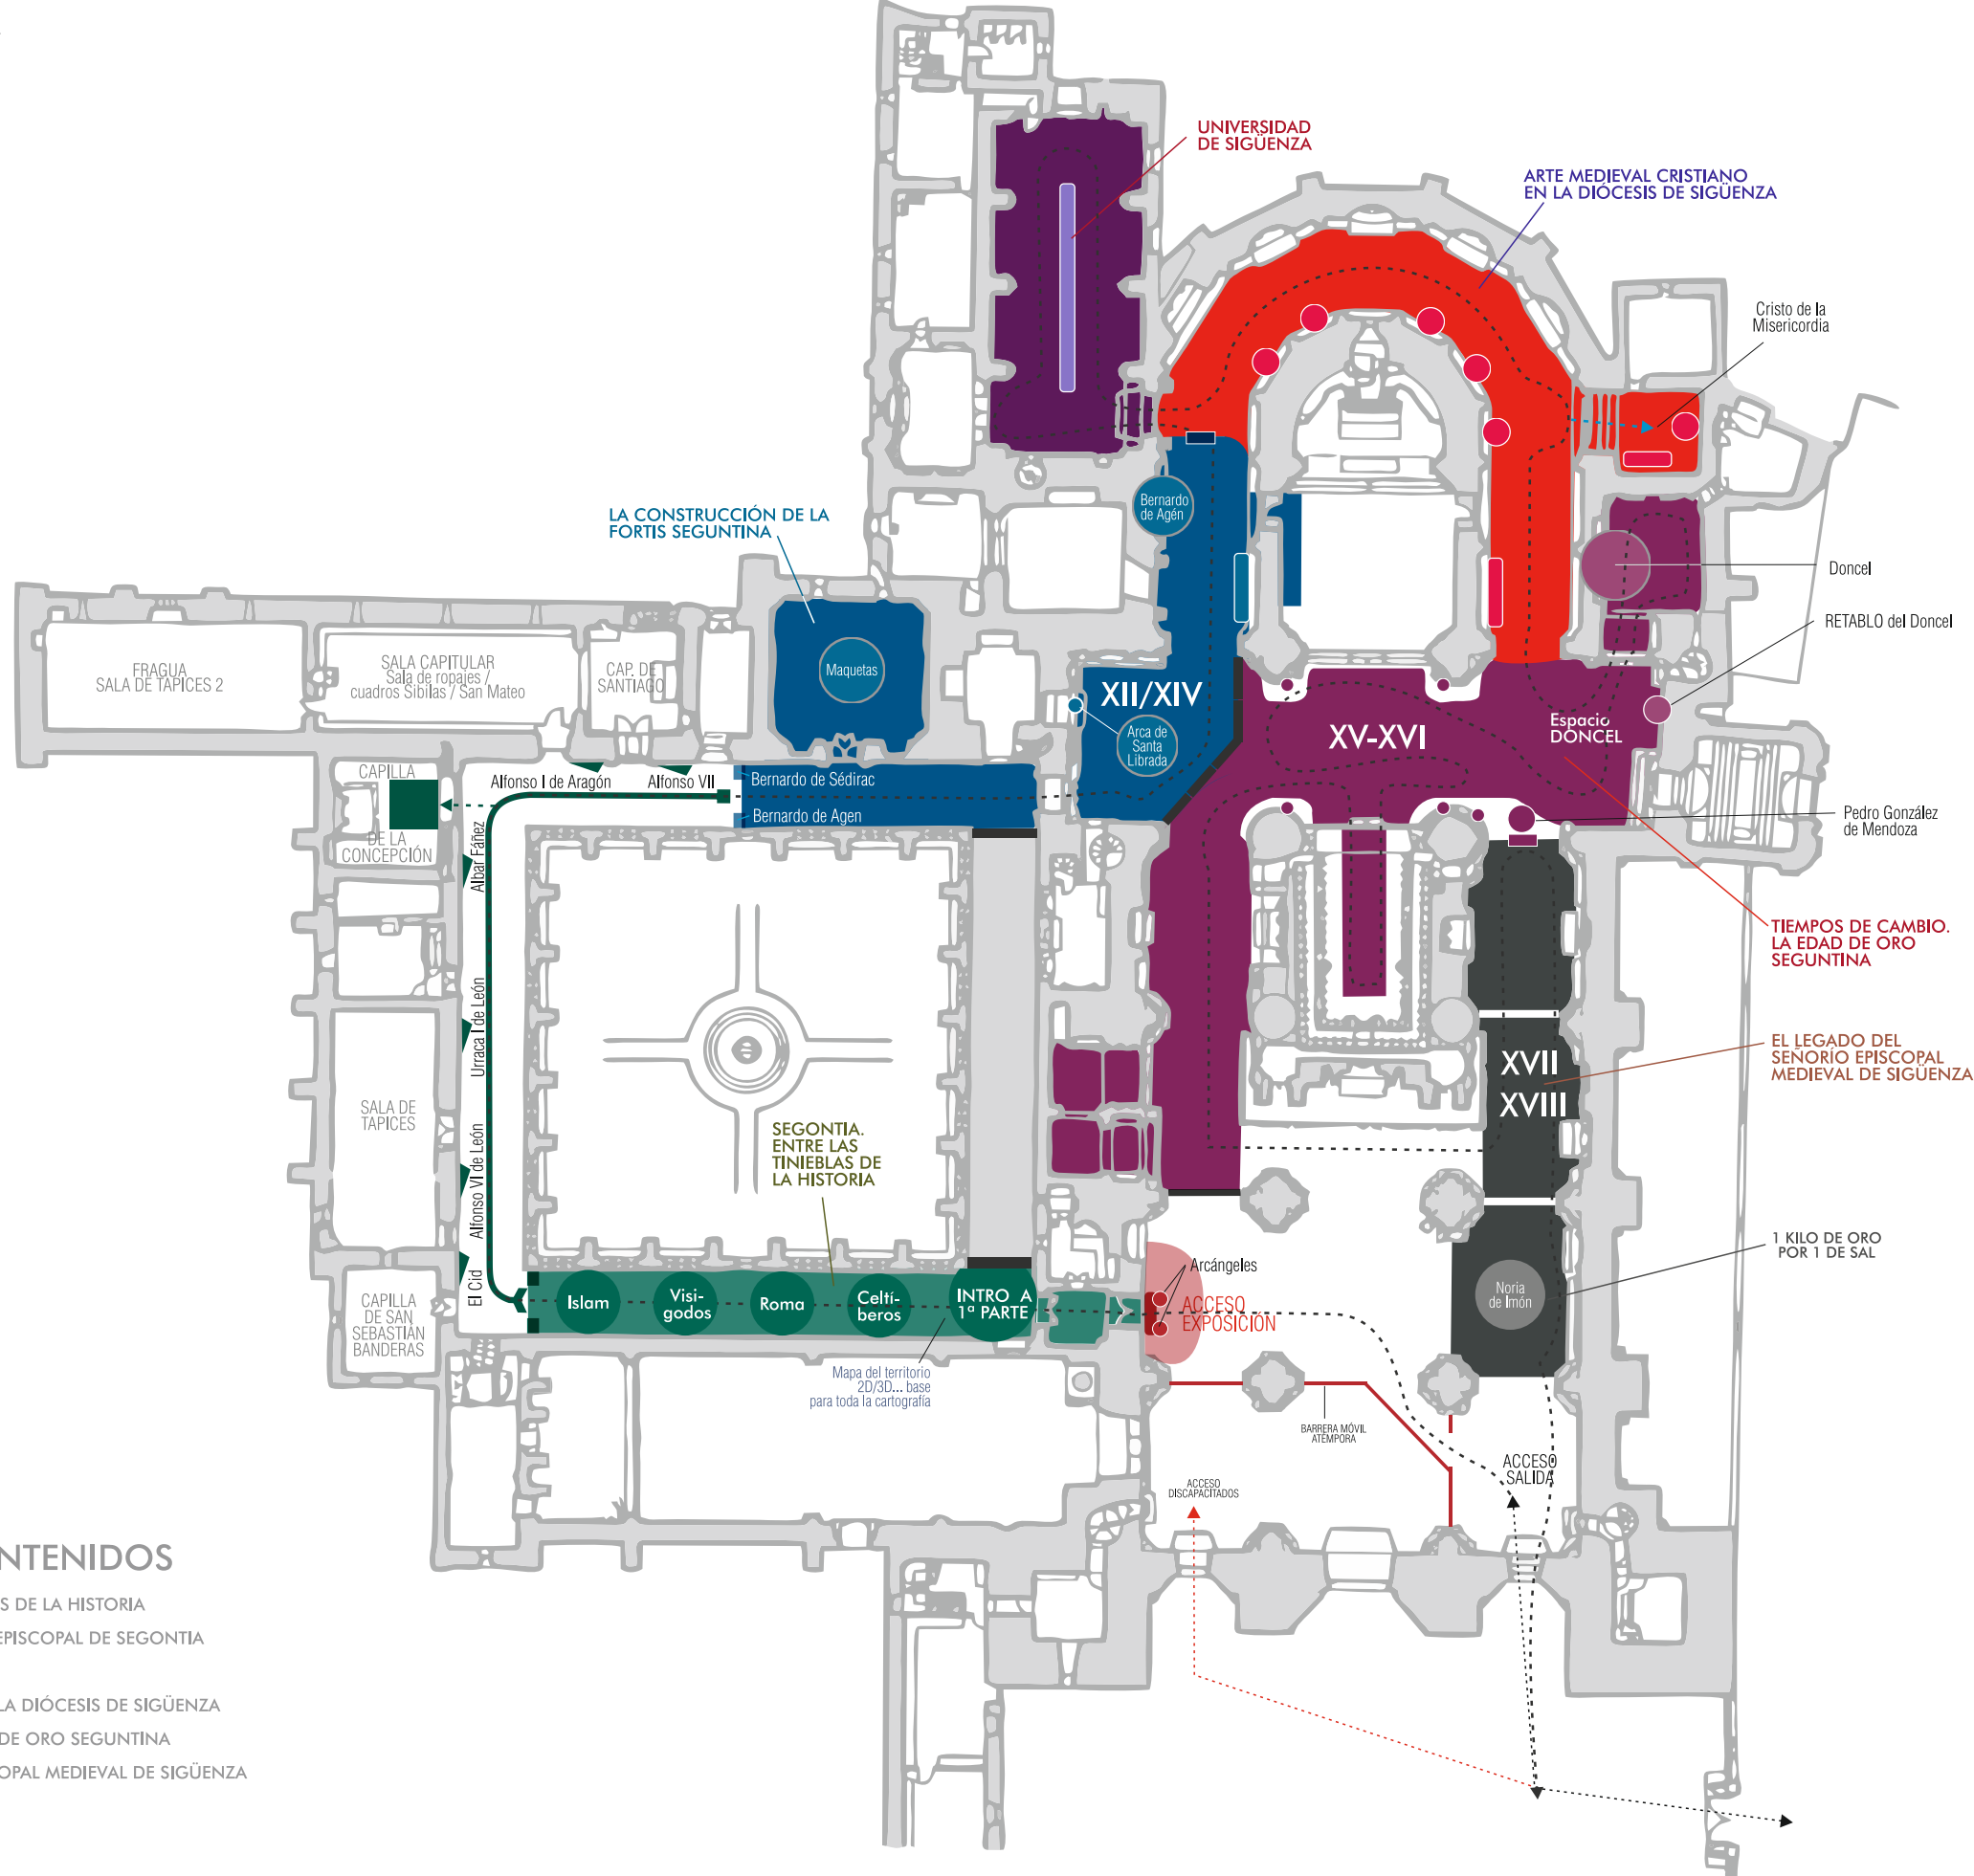 UNIVERSIDAD
DE SIGÜENZA
ARTE MEDIEVAL CRISTIANO
EN LA DIÓCESIS DE SIGÜENZA
Cristo de la
Misericordia
Bernardo
de Agén
LA CONSTRUCCIÓN DE LA
FORTIS SEGUNTINA
Doncel
RETABLO del Doncel
FRAGUA
SALA DE TAPICES 2
SALA CAPITULAR
Sala de ropajes /
cuadros Sibilas / San Mateo
CAP. DE
SANTIAGO
Maquetas
XII/XIV
Arca de
Santa
Librada
XV-XVI
Espacio
DONCEL
CAPILLA
DE LA
CONCEPCIÓN
Alfonso I de Aragón
Alfonso VII
Bernardo de Sédirac
Bernardo de Agen
Pedro González
de Mendoza
Albar Fáñez
Urraca I de León
Alfonso VI de León
El Cid
TIEMPOS DE CAMBIO.
LA EDAD DE ORO
SEGUNTINA
EL LEGADO DEL
SEÑORÍO EPISCOPAL
MEDIEVAL DE SIGÜENZA
XVII
XVIII
SALA DE
TAPICES
SEGONTIA.
ENTRE LAS
TINIEBLAS DE
LA HISTORIA
1 KILO DE ORO
POR 1 DE SAL
Arcángeles
ACCESO
EXPOSICIÓN
Noria
de Imón
CAPILLA
DE SAN
SEBASTIÁN
BANDERAS
Islam
Visi-
godos
Roma
Celtí-
beros
INTRO A
1ª PARTE
Mapa del territorio
2D/3D... base
para toda la cartografía
BARRERA MÓVIL
ATEMPORA
ACCESO
SALIDA
ACCESO
DISCAPACITADOS
NTENIDOS
S DE LA HISTORIA
EPISCOPAL DE SEGONTIA
LA DIÓCESIS DE SIGÜENZA
DE ORO SEGUNTINA
OPAL MEDIEVAL DE SIGÜENZA